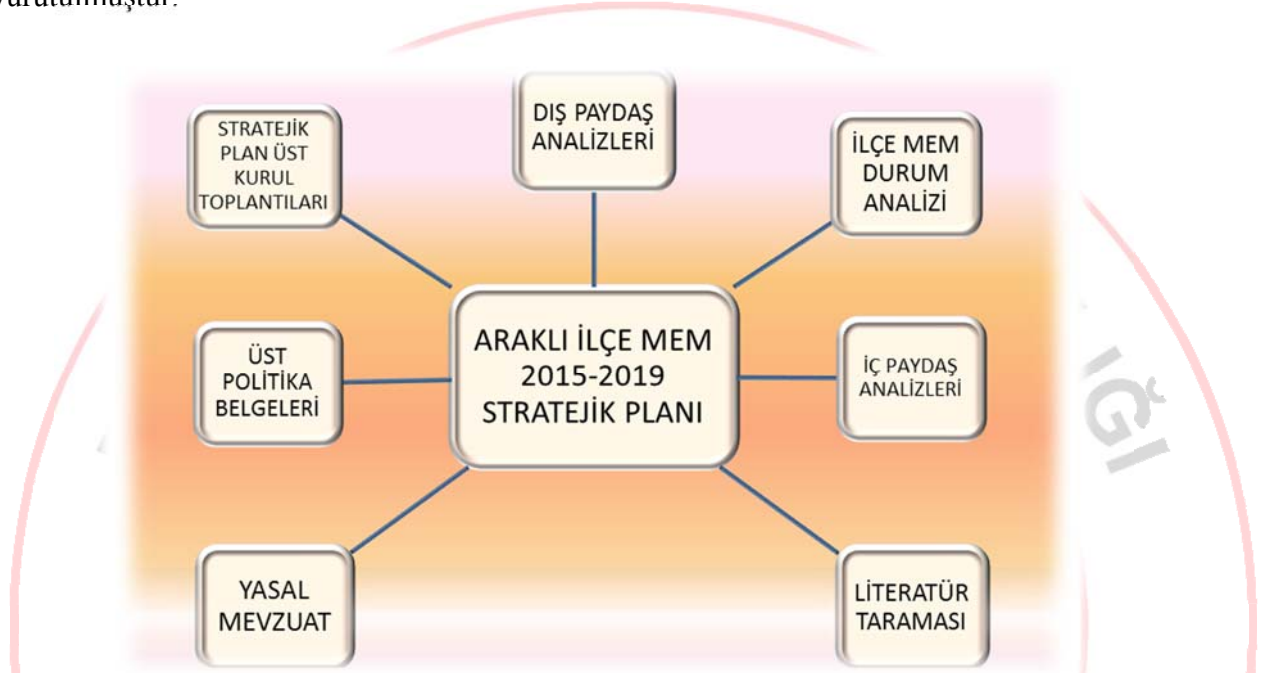 yürütülmüştür.
STRATEJİK
PLAN ÜST
KURUL
TOPLANTILARI
DIŞ PAYDAŞ
ANALİZLERİ
İLÇE MEM
DURUM
ANALİZİ
ÜST
POLİTİKA
BELGELERİ
ARAKLI İLÇE MEM
2015-2019
STRATEJİK PLANI
İÇ PAYDAŞ
ANALİZLERİ
YASAL
MEVZUAT
LİTERATÜR
TARAMASI